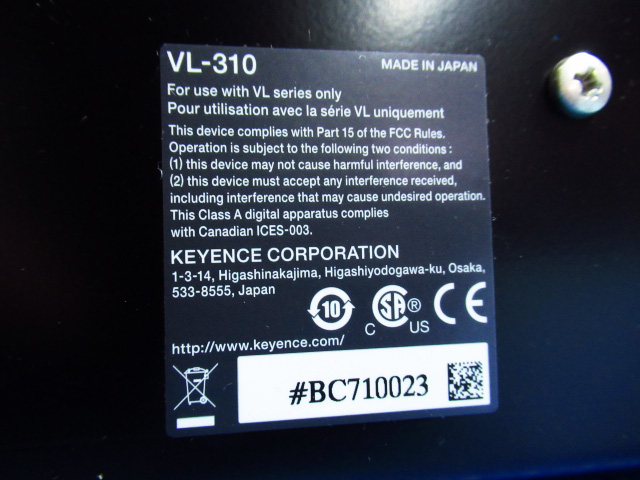 VL-310 MADE IN JAPAN
For use with VL series only
Pour utilisation avec la série VL uniquement
This device complies with Part 15 of the FCC Rules.
Operation is subject to the following two conditions :
(1) this device may not cause harmful interference, and
(2) this device must accept any interference received,
including interference that may cause undesired operation.
This Class A digital apparatus complies
with Canadian ICES-003.
KEYENCE CORPORATION
1-3-14, Higashinakajima, Higashiyodogawa-ku, Osaka,
533-8555, Japan
10 C SA ® US CE
http://www.keyence.com/
#BC710023